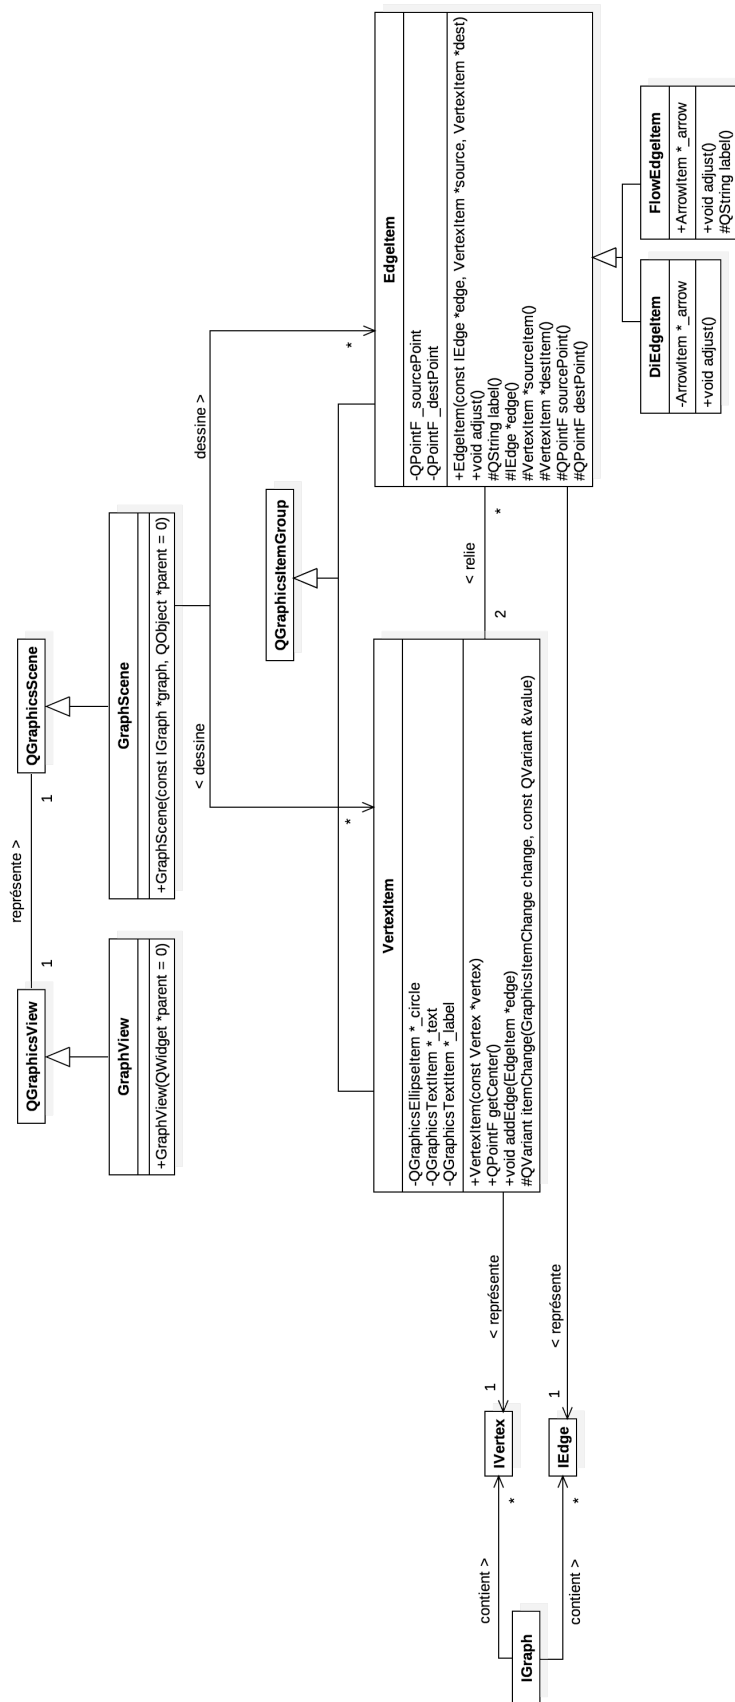 QGraphicsView
1
représente >
1
QGraphicsScene
GraphView
+GraphView(QWidget *parent = 0)
GraphScene
+GraphScene(const IGraph *graph, QObject *parent = 0)
< dessine
dessine >
*
*
QGraphicsItemGroup
VertexItem
-QGraphicsEllipseItem *_circle
-QGraphicsTextItem *_text
-QGraphicsTextItem *_label
+VertexItem(const Vertex *vertex)
+QPointF getCenter()
+void addEdge(EdgeItem *edge)
#QVariant itemChange(GraphicsItemChange change, const QVariant &value)
EdgeItem
-QPointF _sourcePoint
-QPointF _destPoint
+EdgeItem(const IEdge *edge, VertexItem *source, VertexItem *dest)
+void adjust()
#QString label()
#IEdge *edge()
#VertexItem *sourceItem()
#VertexItem *destItem()
#QPointF sourcePoint()
#QPointF destPoint()
< relie
2
*
IGraph
contient >
*
contient >
*
IVertex
1
< représente
IEdge
1
< représente
DiEdgeItem
-ArrowItem *_arrow
+void adjust()
FlowEdgeItem
+ArrowItem *_arrow
+void adjust()
#QString label()